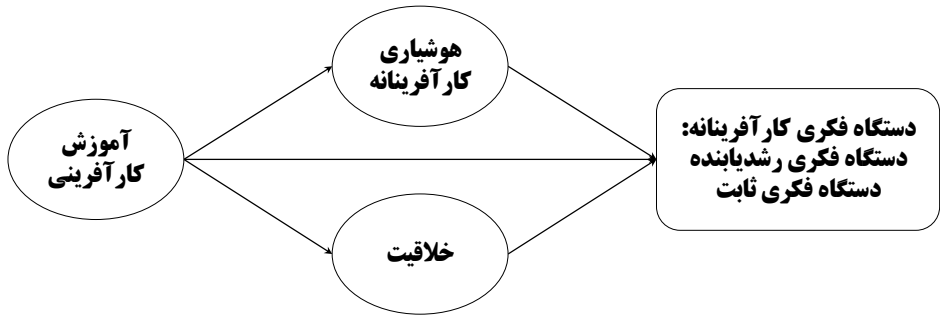 هوشیاری
کارآفرینانه
آموزش
کارآفرینی
دستگاه فکری کارآفرینانه:
دستگاه فکری رشدیابنده
دستگاه فکری ثابت
خلاقیت